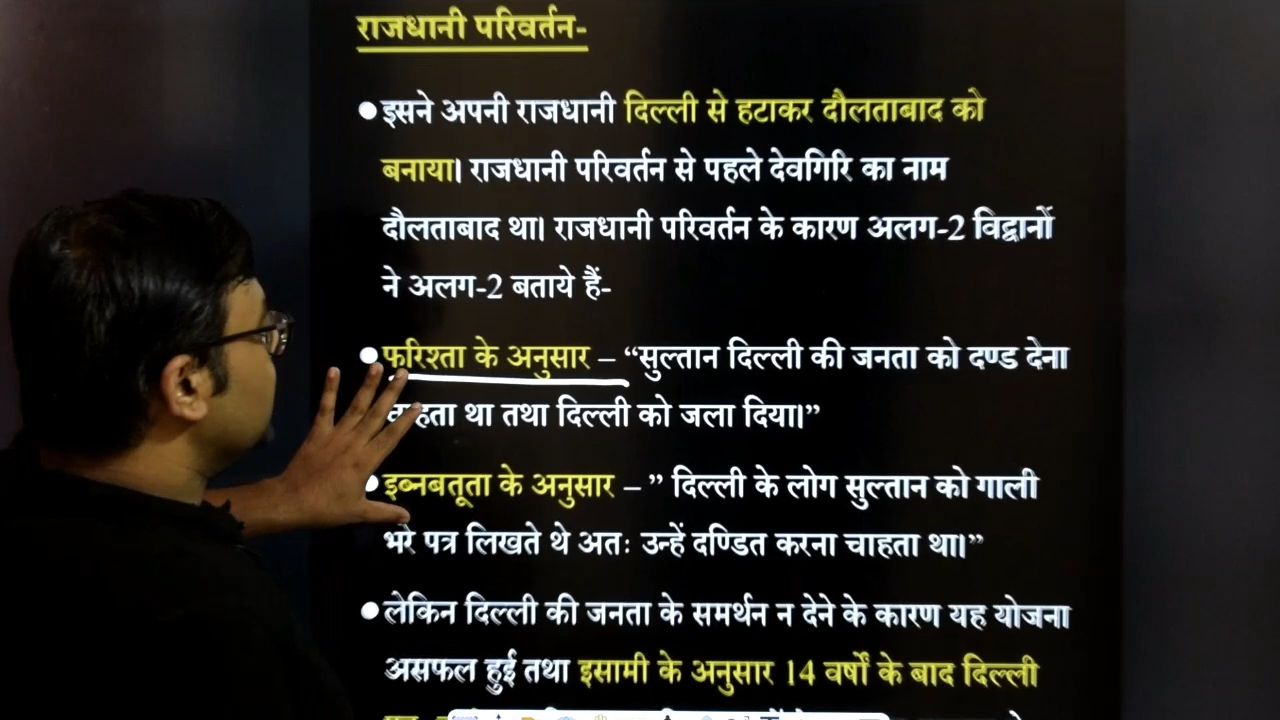 राजधानी परिवर्तन-
●इसने अपनी राजधानी दिल्ली से हटाकर दौलताबाद को
बनाया। राजधानी परिवर्तन से पहले देवगिरि का नाम
दौलताबाद था। राजधानी परिवर्तन के कारण अलग-2 विद्वानों
ने अलग-2 बताये हैं-
●फरिश्ता के अनुसार – “सुल्तान दिल्ली की जनता को दण्ड देना
चाहता था तथा दिल्ली को जला दिया।”
●इब्नबतूता के अनुसार – ” दिल्ली के लोग सुल्तान को गाली
भरे पत्र लिखते थे अतः उन्हें दण्डित करना चाहता था।”
●लेकिन दिल्ली की जनता के समर्थन न देने के कारण यह योजना
असफल हुई तथा इसामी के अनुसार 14 वर्षों के बाद दिल्ली